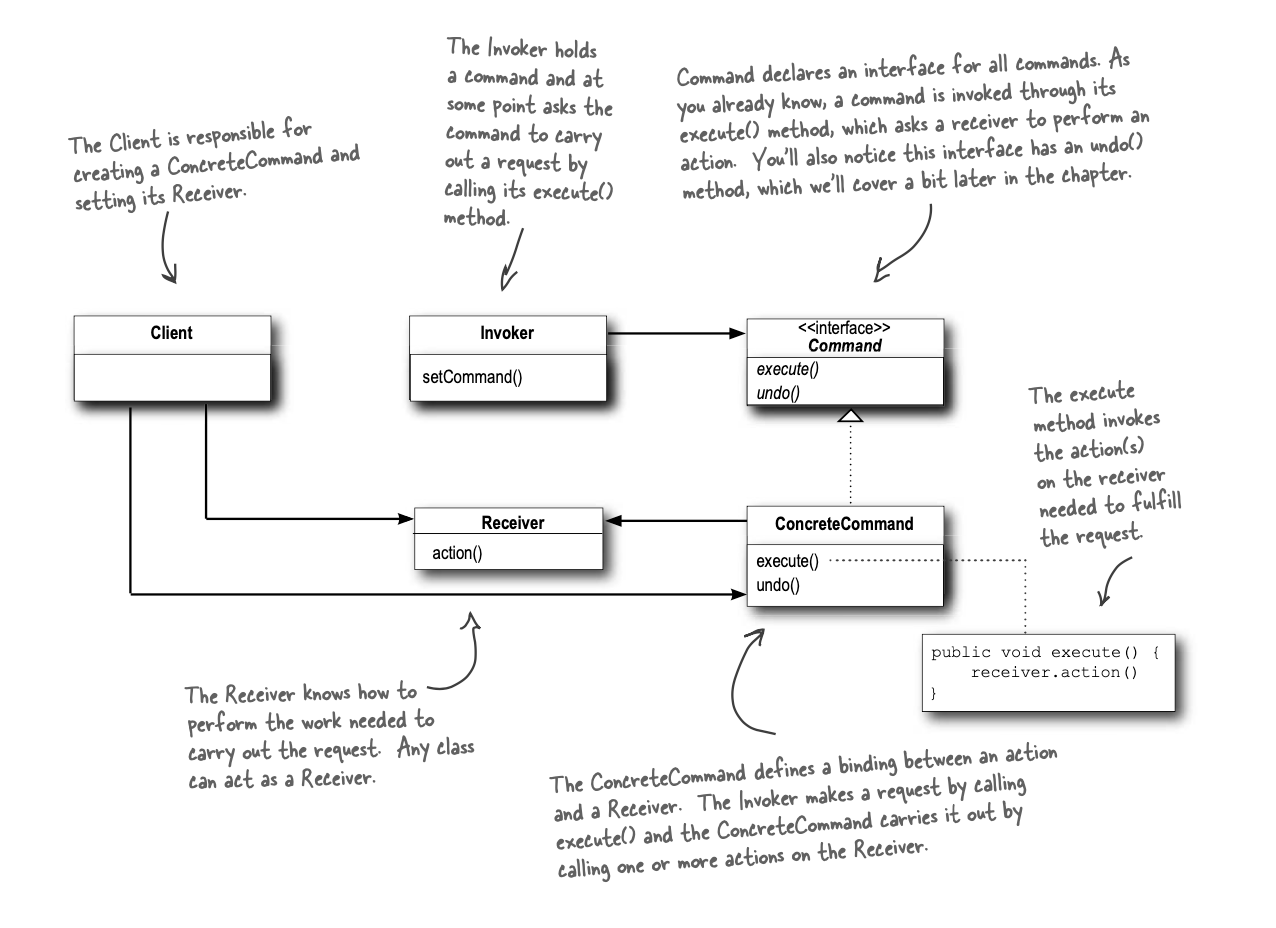 The Client is responsible for
creating a ConcreteCommand and
setting its Receiver.
The Invoker holds
a command and at
some point asks the
command to carry
out a request by
calling its execute()
method.
Command declares an interface for all commands. As
you already know, a command is invoked through its
execute() method, which asks a receiver to perform an
action. You'll also notice this interface has an undo()
method, which we'll cover a bit later in the chapter.
Client
Invoker
setCommand()
<<interface>>
Command
execute()
undo()
The execute
method invokes
the action(s)
on the receiver
needed to fulfill
the request.
Receiver
action()
ConcreteCommand
execute()
undo()
public void execute() {
receiver.action()
}
The Receiver knows how to
perform the work needed to
carry out the request. Any class
can act as a Receiver.
The ConcreteCommand defines a binding between an action
and a Receiver. The Invoker makes a request by calling
execute() and the ConcreteCommand carries it out by
calling one or more actions on the Receiver.